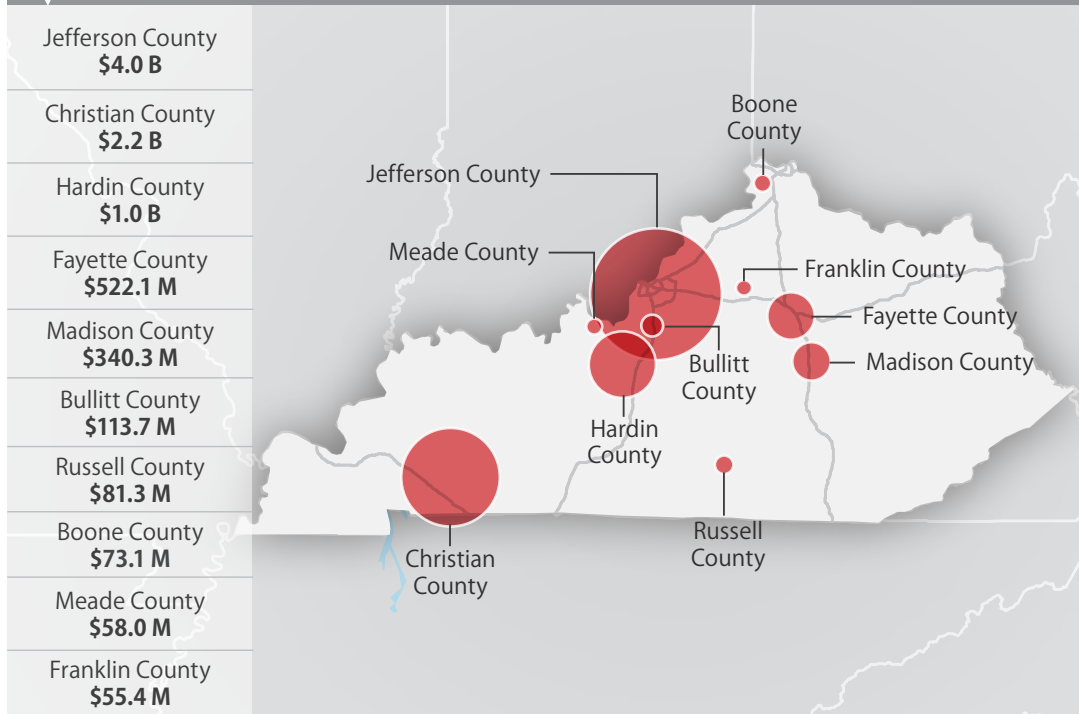 Jefferson County
$4.0 B
Christian County
$2.2 B
Hardin County
$1.0 B
Fayette County
$522.1 M
Madison County
$340.3 M
Bullitt County
$113.7 M
Russell County
$81.3 M
Boone County
$73.1 M
Meade County
$58.0 M
Franklin County
$55.4 M
Boone
County
Jefferson County
Meade County
Franklin County
Fayette County
Bullitt
County
Madison County
Hardin
County
Russell
County
Christian
County